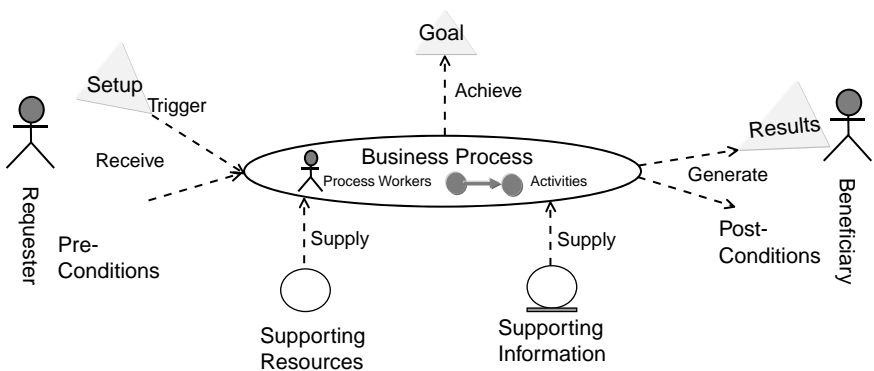 Goal
Setup
Trigger
Achieve
Results
Receive
Business Process
Process Workers
Activities
Generate
Requester
Beneficiary
Pre-
Conditions
Supply
Supply
Post-
Conditions
Supporting
Resources
Supporting
Information